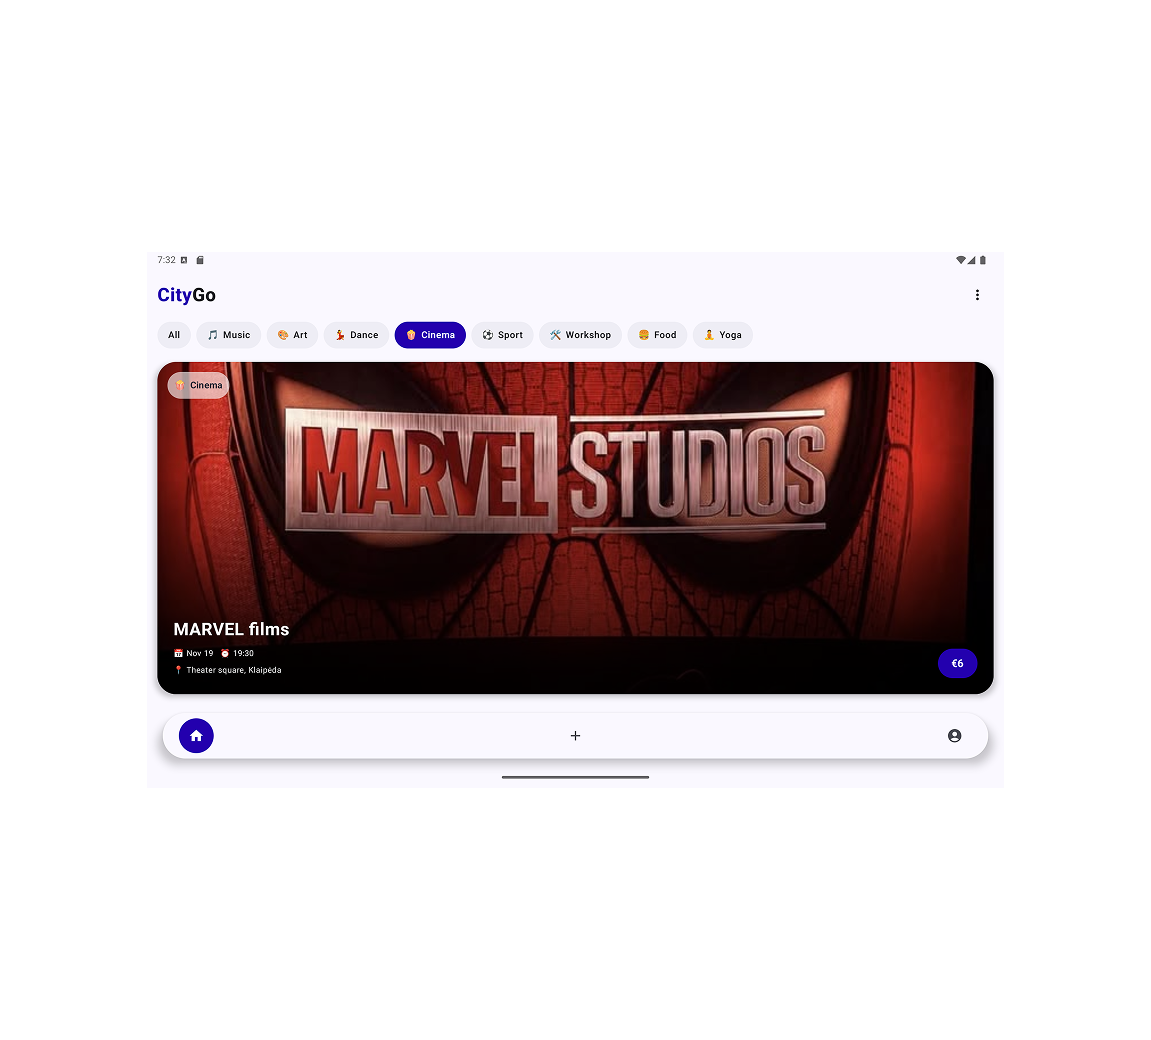 7:32
CityGo
All
Music
Art
Dance
Cinema
Sport
Workshop
Food
Yoga
Cinema
MARVEL STUDIOS
MARVEL films
Nov 19 19:30
Theater square, Klaipėda
€6